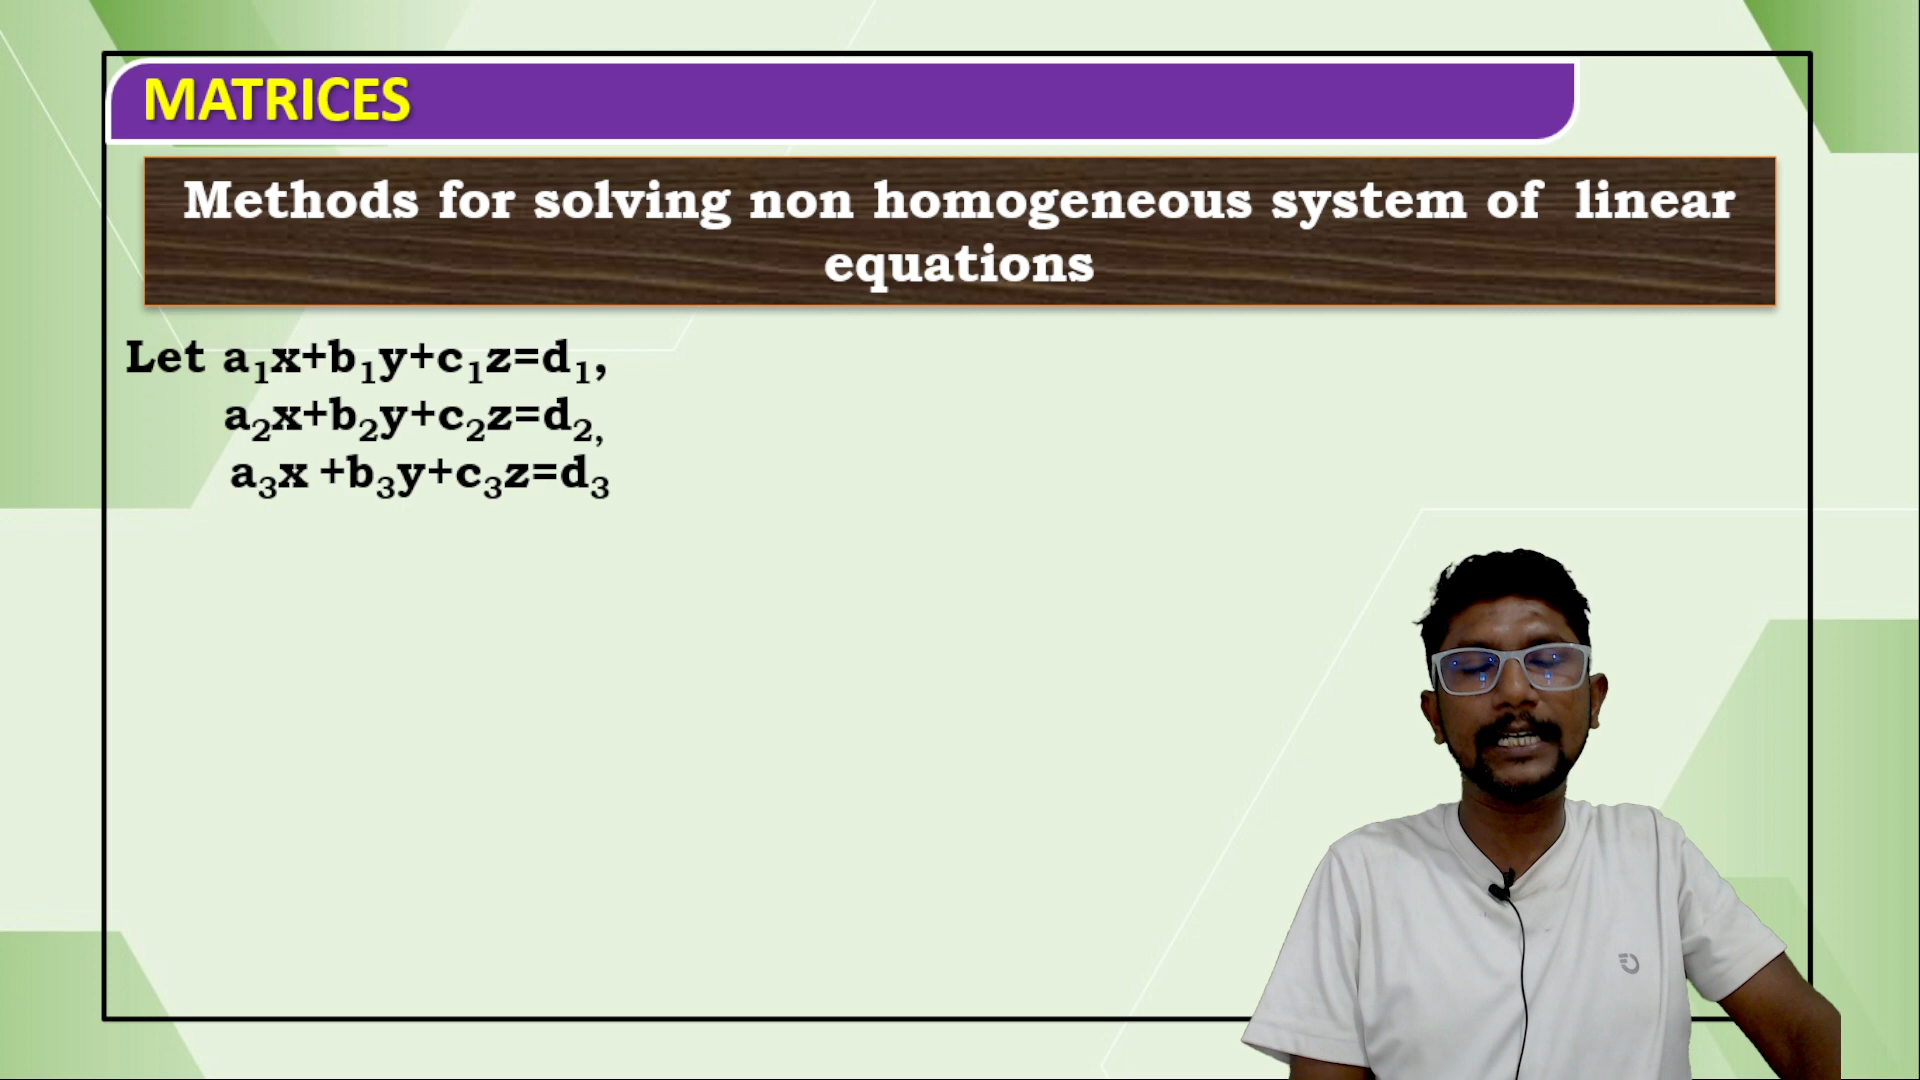 MATRICES
Methods for solving non homogeneous system of linear
equations
Let a₁x+b₁y+c₁z=d₁,
a₂x+b₂y+c₂z=d₂,
a₃x +b₃y+c₃z=d₃